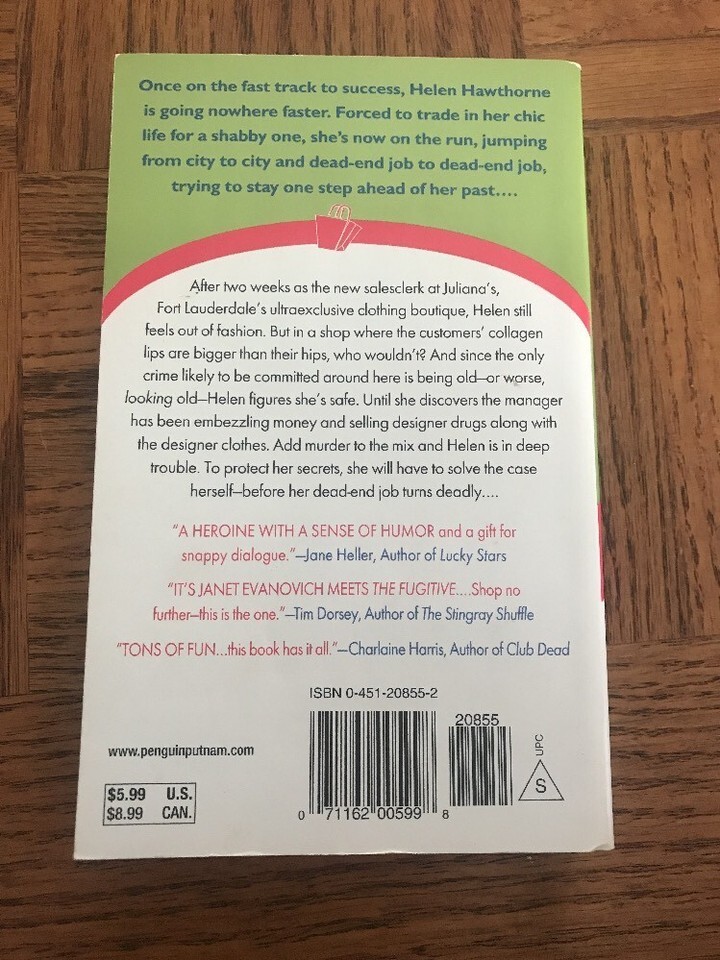 Once on the fast track to success, Helen Hawthorne
is going nowhere faster. Forced to trade in her chic
life for a shabby one, she's now on the run, jumping
from city to city and dead-end job to dead-end job,
trying to stay one step ahead of her past....
After two weeks as the new salesclerk at Juliana's,
Fort Lauderdale's ultraexclusive clothing boutique, Helen still
feels out of fashion. But in a shop where the customers' collagen
lips are bigger than their hips, who wouldn't? And since the only
crime likely to be committed around here is being old—or worse,
looking old—Helen figures she's safe. Until she discovers the manager
has been embezzling money and selling designer drugs along with
the designer clothes. Add murder to the mix and Helen is in deep
trouble. To protect her secrets, she will have to solve the case
herself—before her dead-end job turns deadly....
"A HEROINE WITH A SENSE OF HUMOR and a gift for
snappy dialogue."—Jane Heller, Author of Lucky Stars
"IT'S JANET EVANOVICH MEETS THE FUGITIVE....Shop no
further—this is the one."—Tim Dorsey, Author of The Stingray Shuffle
"TONS OF FUN...this book has it all."—Charlaine Harris, Author of Club Dead
ISBN 0-451-20855-2
20855
UPC
S
www.penguinputnam.com
$5.99 U.S.
$8.99 CAN.
0 71162 00599 8